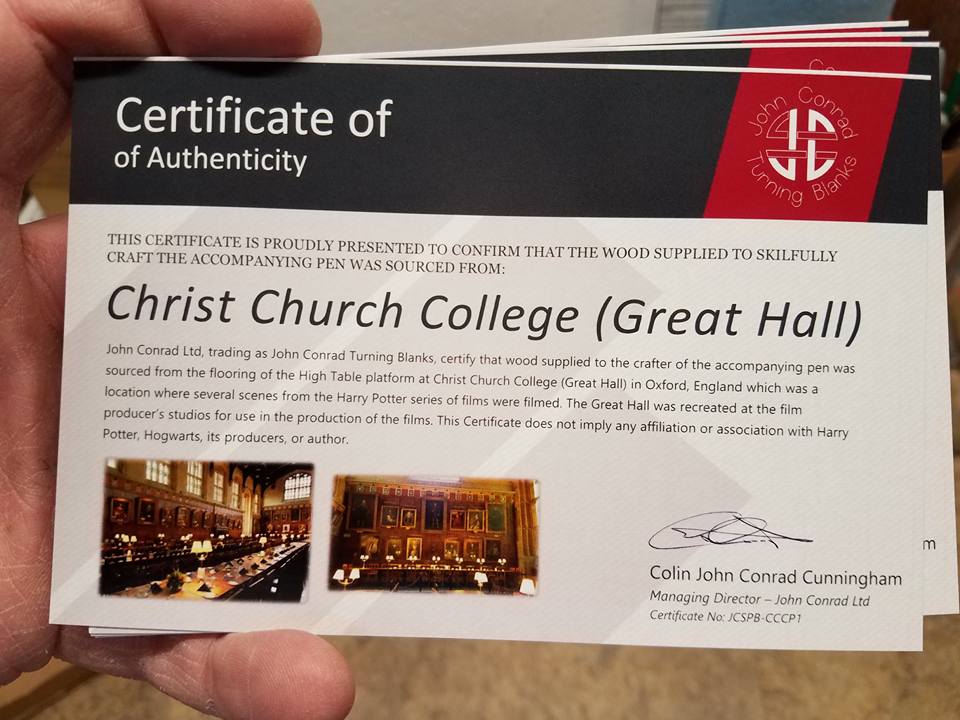 Certificate of
of Authenticity
John Conrad
Turning Blanks
THIS CERTIFICATE IS PROUDLY PRESENTED TO CONFIRM THAT THE WOOD SUPPLIED TO SKILFULLY
CRAFT THE ACCOMPANYING PEN WAS SOURCED FROM:
Christ Church College (Great Hall)
John Conrad Ltd, trading as John Conrad Turning Blanks, certify that wood supplied to the crafter of the accompanying pen was
sourced from the flooring of the High Table platform at Christ Church College (Great Hall) in Oxford, England which was a
location where several scenes from the Harry Potter series of films were filmed. The Great Hall was recreated at the film
producer's studios for use in the production of the films. This Certificate does not imply any affiliation or association with Harry
Potter, Hogwarts, its producers, or author.
Colin John Conrad Cunningham
Managing Director – John Conrad Ltd
Certificate No: JCSPB-CCCP1
m